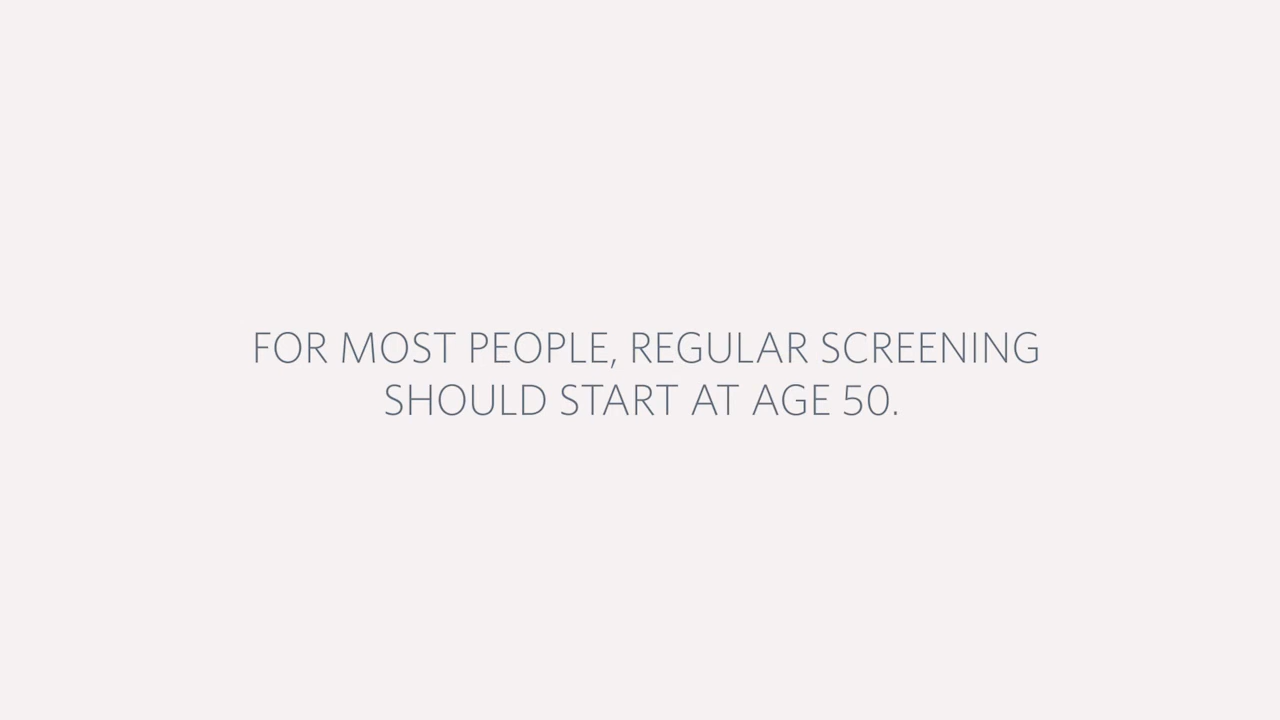 FOR MOST PEOPLE, REGULAR SCREENING
SHOULD START AT AGE 50.